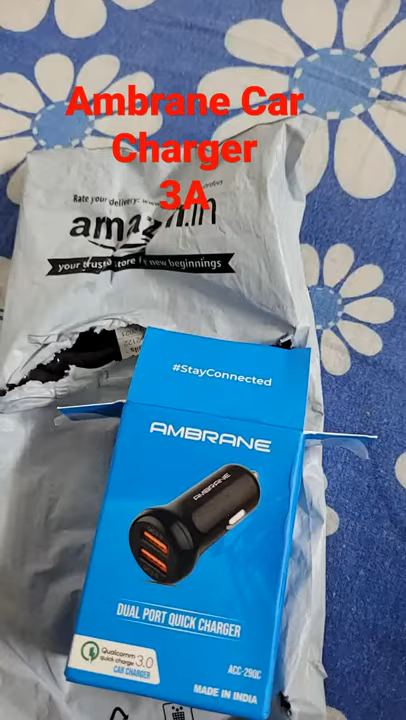 Ambrane Car
Charger
3A
Rate your delivery:
amazon.in
your trusted store for new beginnings
#StayConnected
AMBRANE
AMBRANE
DUAL PORT QUICK CHARGER
Qualcomm
quick charge 3.0
CAR CHARGER
ACC-29QC
MADE IN INDIA